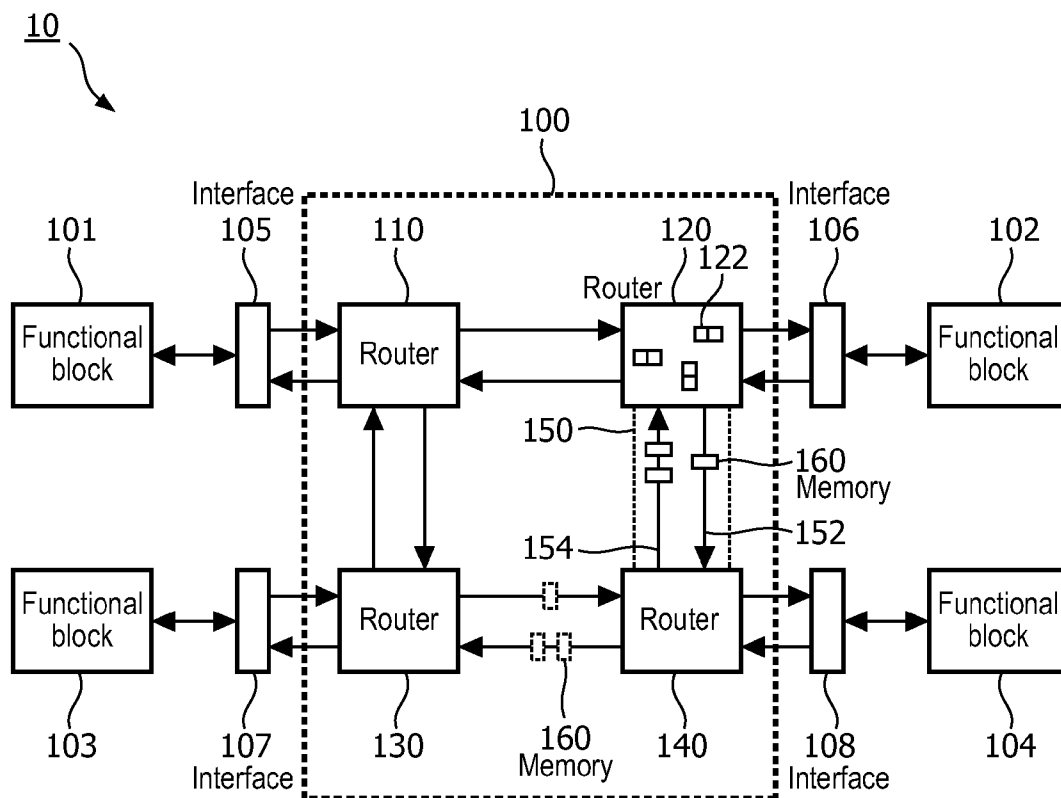 10
100
Interface
Interface
101
105
110
120
106
102
122
Router
Functional
block
Router
Functional
block
150
160
Memory
154
152
Functional
block
Router
Router
Functional
block
103
107
130
160
140
108
104
Interface
Memory
Interface